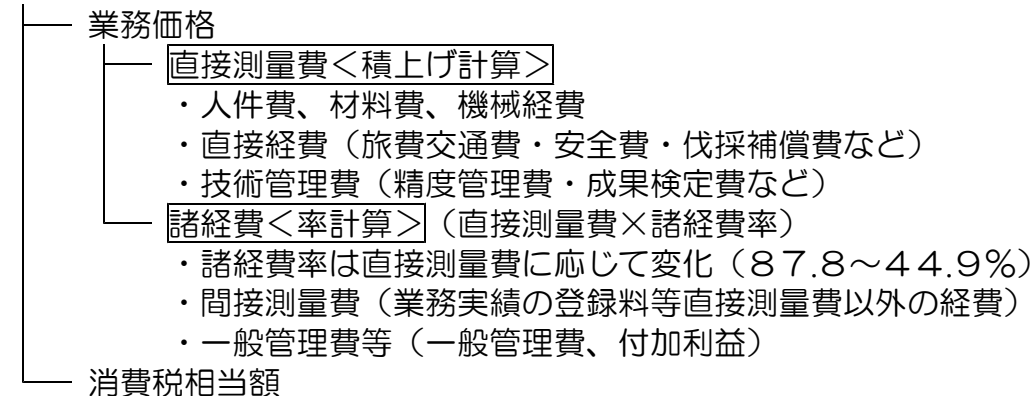 業務価格
直接測量費＜積上げ計算＞
・人件費、材料費、機械経費
・直接経費（旅費交通費・安全費・伐採補償費など）
・技術管理費（精度管理費・成果検定費など）
諸経費＜率計算＞（直接測量費×諸経費率）
・諸経費率は直接測量費に応じて変化（８７.８～４４.９％）
・間接測量費（業務実績の登録料等直接測量費以外の経費）
・一般管理費等（一般管理費、付加利益）
消費税相当額